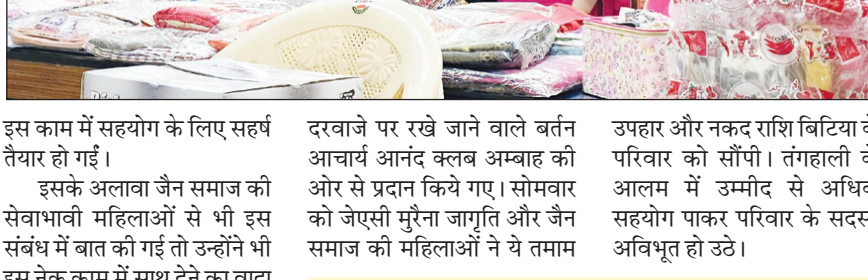 इस काम में सहयोग के लिए सहर्ष
तैयार हो गईं।
इसके अलावा जैन समाज की
सेवाभावी महिलाओं से भी इस
संबंध में बात की गई तो उन्होंने भी
इस नेक काम में साथ देने का वादा
दरवाजे पर रखे जाने वाले बर्तन
आचार्य आनंद क्लब अम्बाह की
ओर से प्रदान किये गए। सोमवार
को जेएसी मुरैना जागृति और जैन
समाज की महिलाओं ने ये तमाम
उपहार और नकद राशि बिटिया
परिवार को सौंपी। तंगहाली
आलम में उम्मीद से
सहयोग पाकर परिवार के
अविभूत हो उठे।